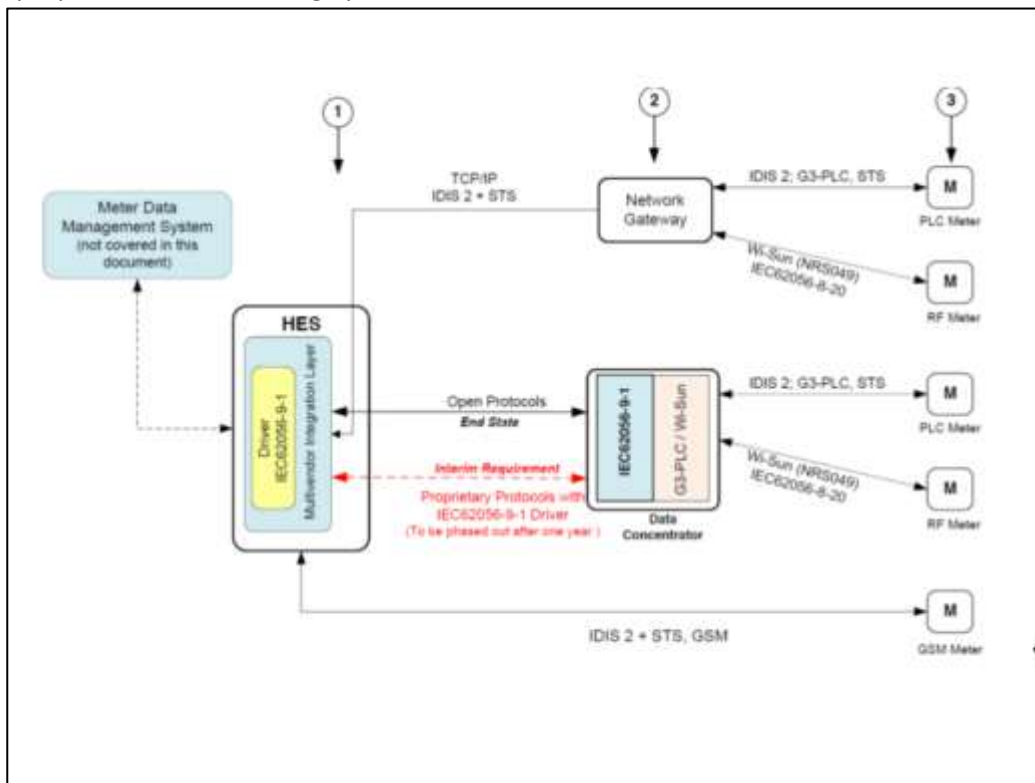 1
2
3
TCP/IP
IDIS 2 + STS
Meter Data
Management System
(not covered in this
document)
Network
Gateway
IDIS 2; G3-PLC, STS
M
PLC Meter
Wi-Sun (NRS049)
IEC62056-8-20
M
RF Meter
HES
Driver
IEC62056-9-1
Multivendor Integration Layer
Open Protocols
End State
Interim Requirement
Proprietary Protocols with
IEC62056-9-1 Driver
(To be phased out after one year )
IEC62056-9-1
G3-PLC / Wi-Sun
Data
Concentrator
IDIS 2; G3-PLC, STS
M
PLC Meter
Wi-Sun (NRS049)
IEC62056-8-20
M
RF Meter
IDIS 2 + STS, GSM
M
GSM Meter